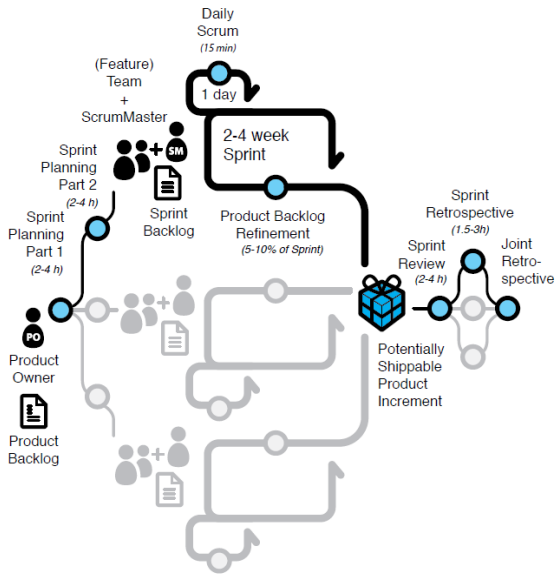 Daily
Scrum
(15 min)
1 day
(Feature)
Team
+
ScrumMaster
+
SM
2-4 week
Sprint
Sprint
Planning
Part 2
(2-4 h)
Sprint
Backlog
Product Backlog
Refinement
(5-10% of Sprint)
Sprint
Planning
Part 1
(2-4 h)
PO
Product
Owner
Product
Backlog
+
+
Potentially
Shippable
Product
Increment
Sprint
Review
(2-4 h)
Sprint
Retrospective
(1.5-3h)
Joint
Retro-
spective